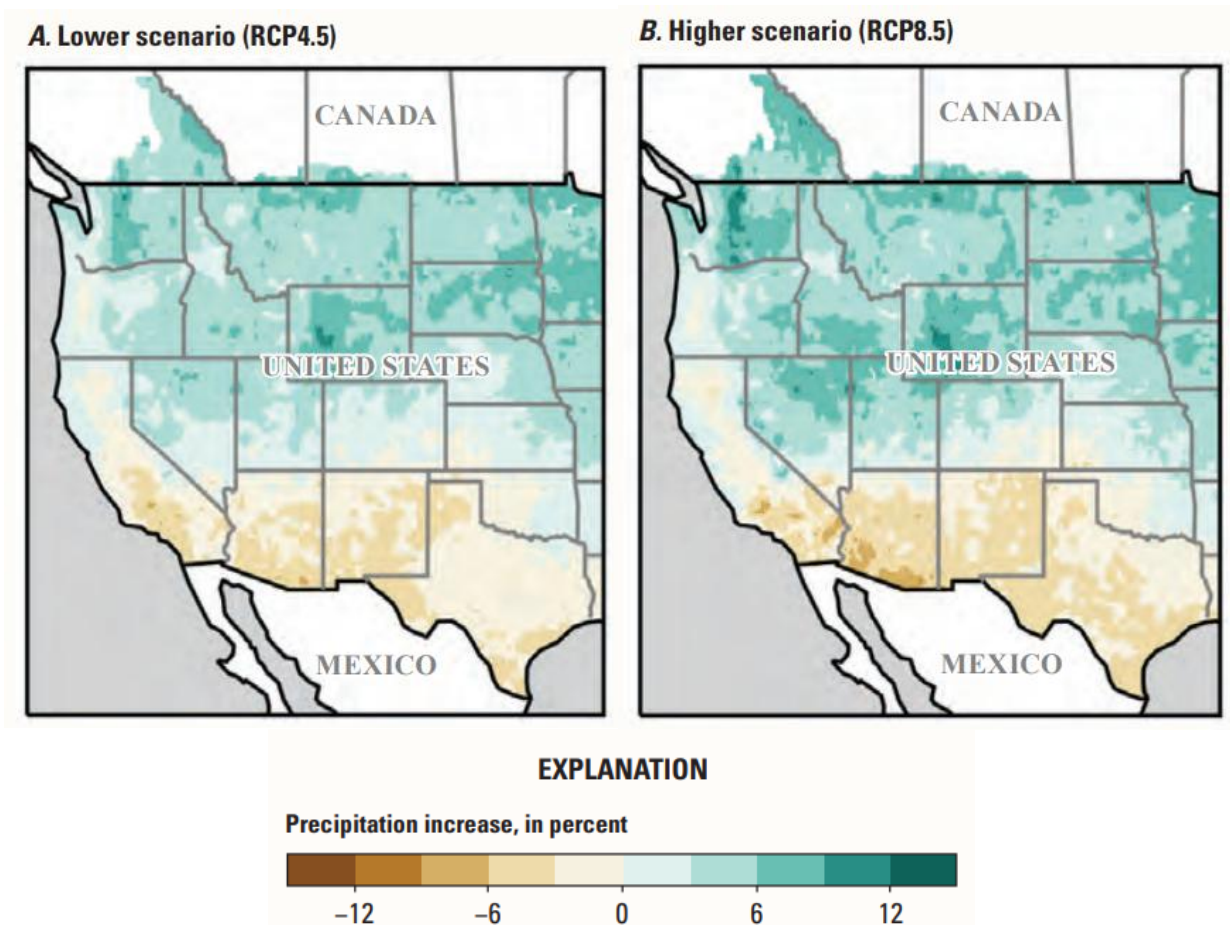 A. Lower scenario (RCP4.5)
B. Higher scenario (RCP8.5)
CANADA
CANADA
UNITED STATES
UNITED STATES
MEXICO
MEXICO
EXPLANATION
Precipitation increase, in percent
−12 −6 0 6 12